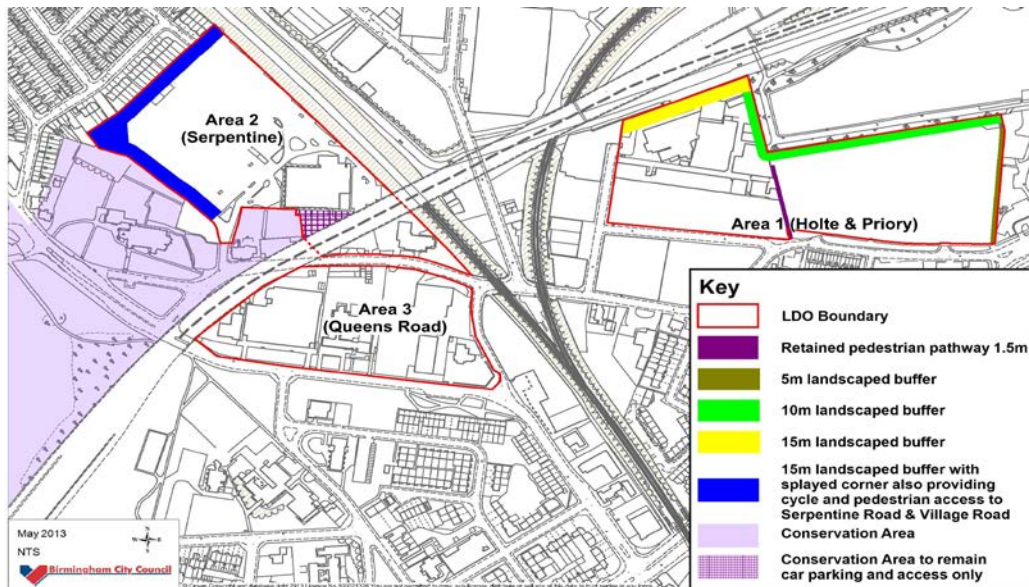 Area 2
(Serpentine)
Area 1 (Holte & Priory)
Area 3
(Queens Road)
Key
LDO Boundary
Retained pedestrian pathway 1.5m
5m landscaped buffer
10m landscaped buffer
15m landscaped buffer
15m landscaped buffer with
splayed corner also providing
cycle and pedestrian access to
Serpentine Road & Village Road
Conservation Area
Conservation Area to remain
car parking and access only
May 2013
NTS
N
W
E
S
Birmingham City Council